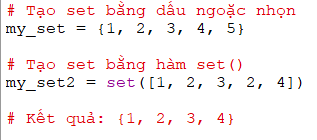 # Tạo set bằng dấu ngoặc nhọn
my_set = {1, 2, 3, 4, 5}
# Tạo set bằng hàm set()
my_set2 = set([1, 2, 3, 2, 4])
# Kết quả: {1, 2, 3, 4}